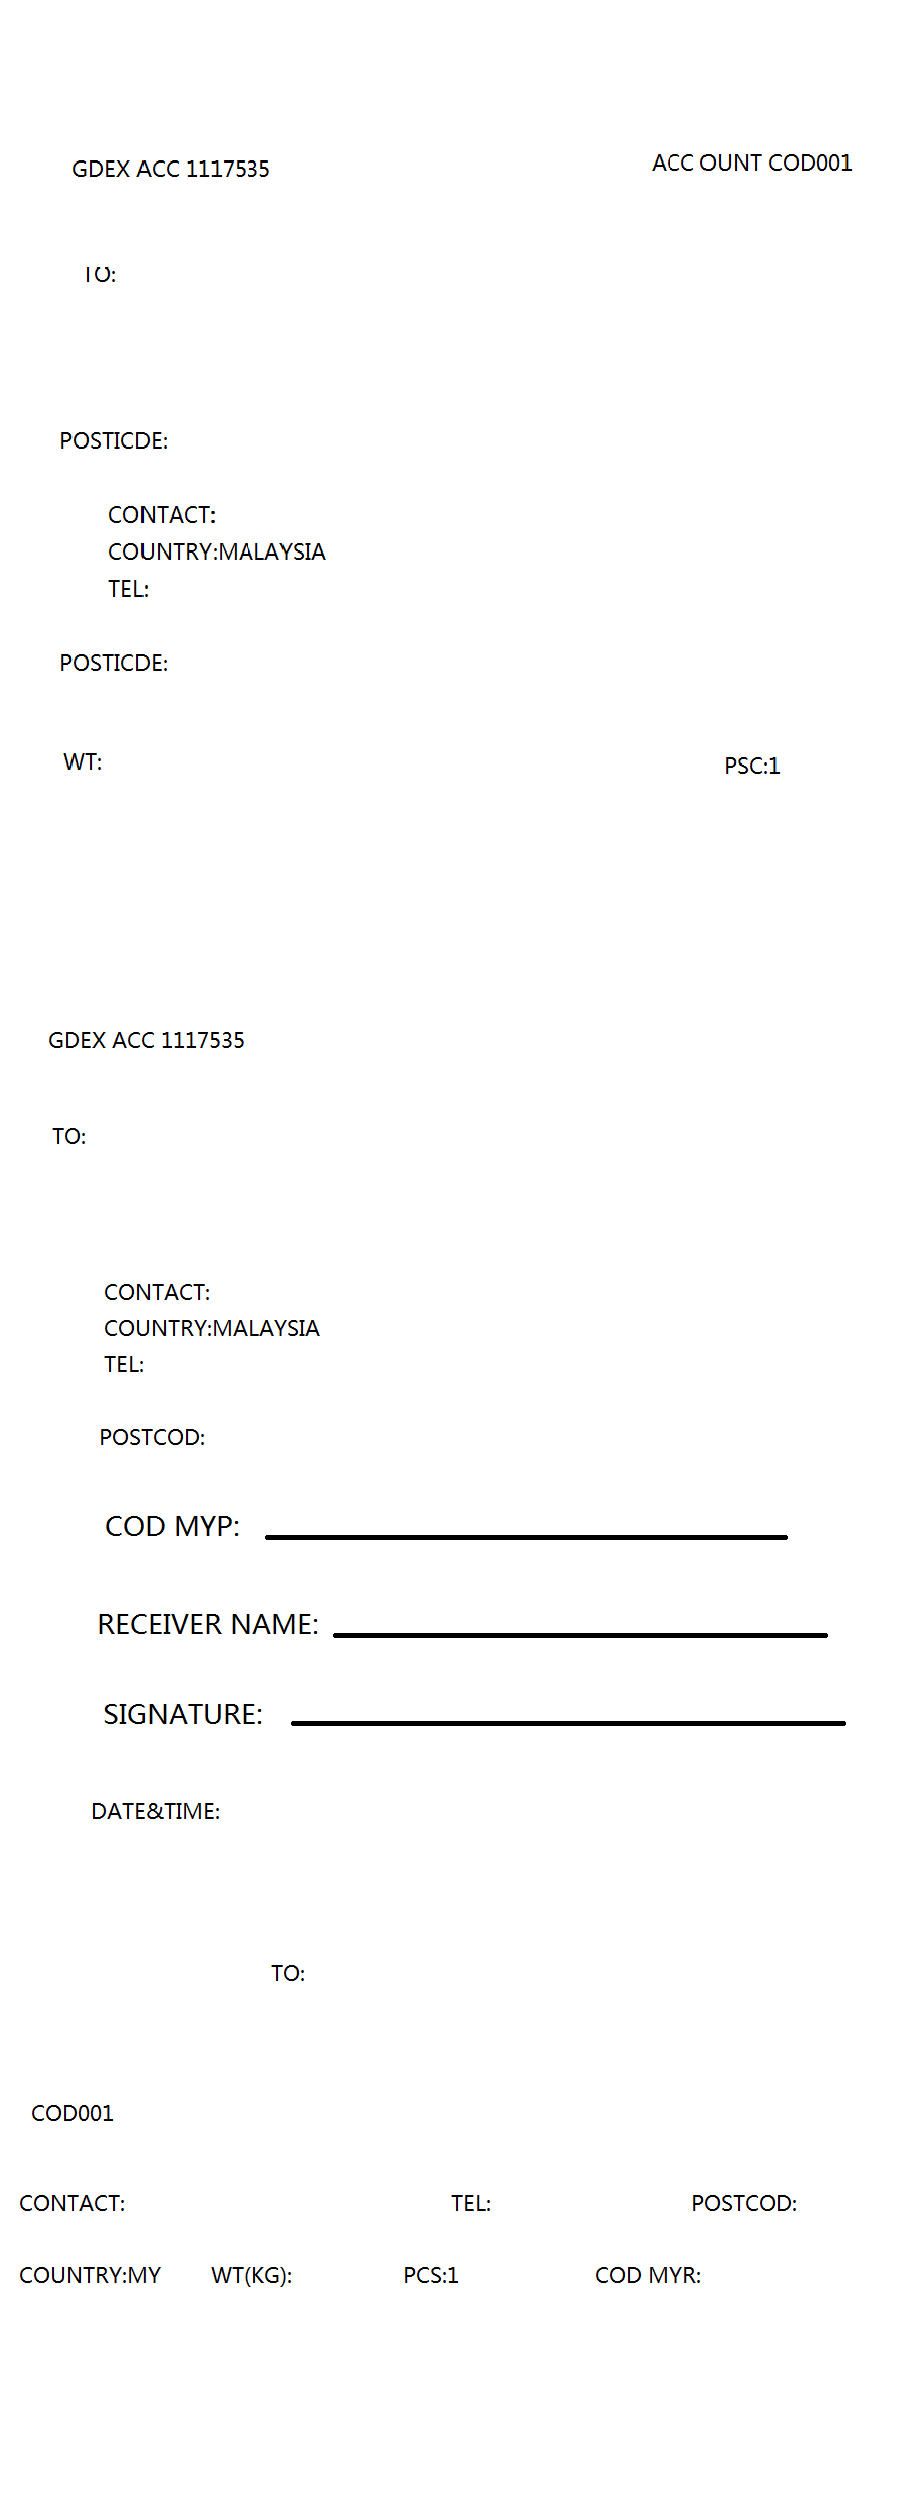 GDEX ACC 1117535
ACC OUNT COD001
TO:
POSTICDE:
CONTACT:
COUNTRY:MALAYSIA
TEL:
POSTICDE:
WT:
PSC:1
GDEX ACC 1117535
TO:
CONTACT:
COUNTRY:MALAYSIA
TEL:
POSTCOD:
COD MYP:
RECEIVER NAME:
SIGNATURE:
DATE&TIME:
TO:
COD001
CONTACT: TEL: POSTCOD:
COUNTRY:MY WT(KG): PCS:1 COD MYR: